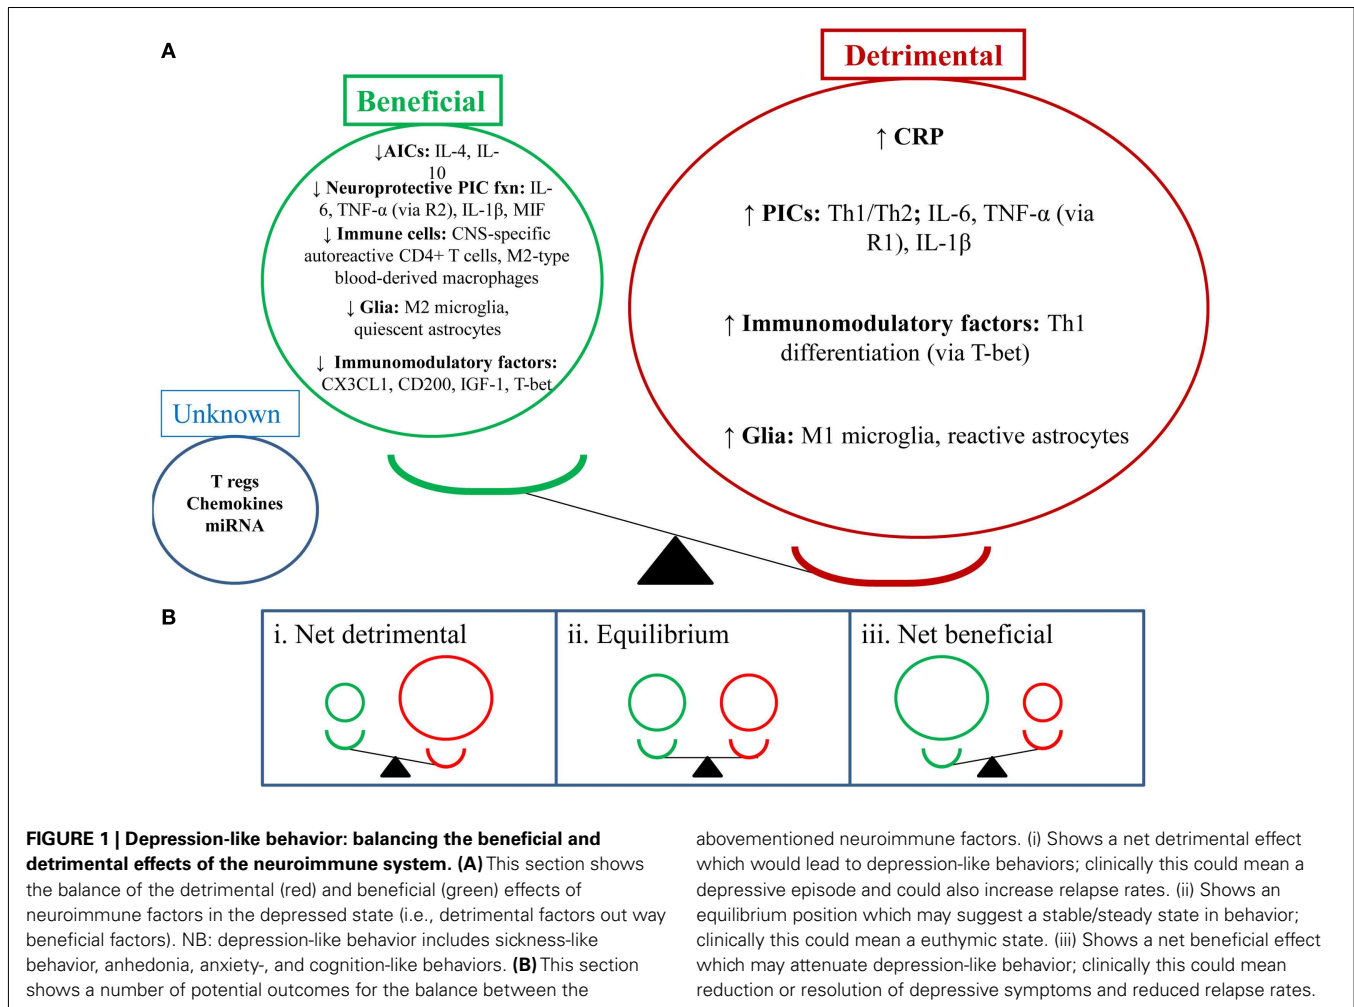 A
Beneficial
↓AICs: IL-4, IL-
10
↓ Neuroprotective PIC fxn: IL-
6, TNF-α (via R2), IL-1β, MIF
↓ Immune cells: CNS-specific
autoreactive CD4+ T cells, M2-type
blood-derived macrophages
↓ Glia: M2 microglia,
quiescent astrocytes
↓ Immunomodulatory factors:
CX3CL1, CD200, IGF-1, T-bet
Detrimental
↑ CRP
↑ PICs: Th1/Th2; IL-6, TNF-α (via
R1), IL-1β
↑ Immunomodulatory factors: Th1
differentiation (via T-bet)
↑ Glia: M1 microglia, reactive astrocytes
Unknown
T regs
Chemokines
miRNA
B
i. Net detrimental
ii. Equilibrium
iii. Net beneficial
FIGURE 1 | Depression-like behavior: balancing the beneficial and
detrimental effects of the neuroimmune system. (A) This section shows
the balance of the detrimental (red) and beneficial (green) effects of
neuroimmune factors in the depressed state (i.e., detrimental factors out way
beneficial factors). NB: depression-like behavior includes sickness-like
behavior, anhedonia, anxiety-, and cognition-like behaviors. (B) This section
shows a number of potential outcomes for the balance between the
abovementioned neuroimmune factors. (i) Shows a net detrimental effect
which would lead to depression-like behaviors; clinically this could mean a
depressive episode and could also increase relapse rates. (ii) Shows an
equilibrium position which may suggest a stable/steady state in behavior;
clinically this could mean a euthymic state. (iii) Shows a net beneficial effect
which may attenuate depression-like behavior; clinically this could mean
reduction or resolution of depressive symptoms and reduced relapse rates.